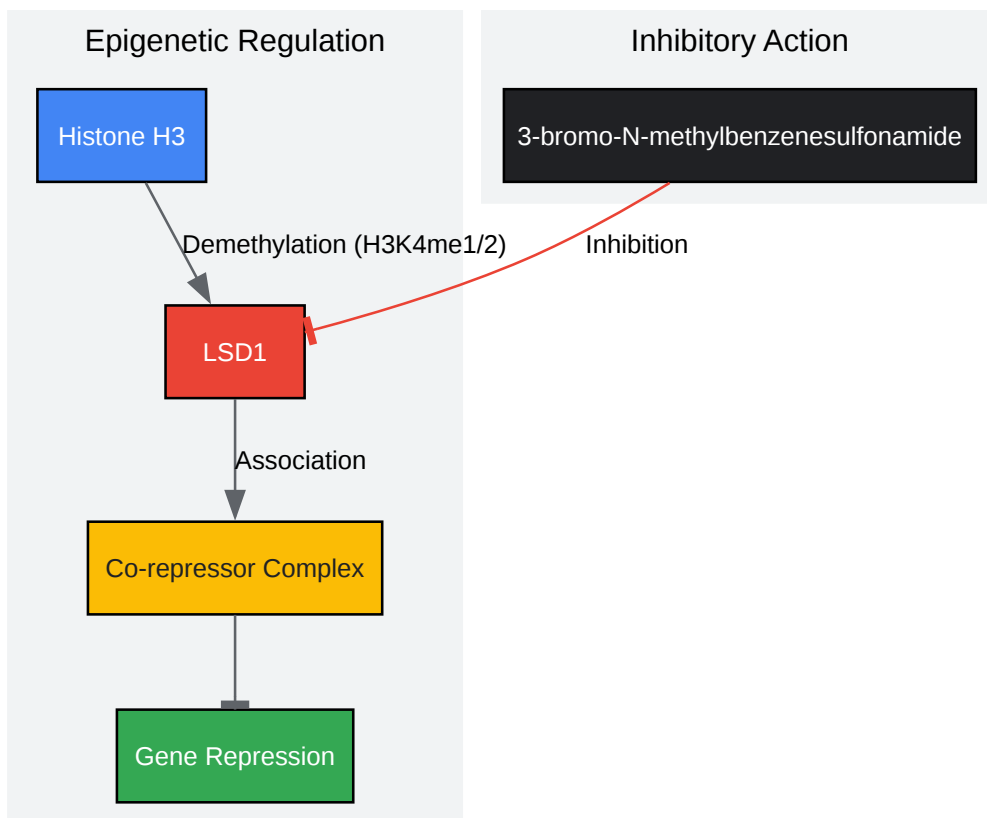 Epigenetic Regulation
Inhibitory Action
Histone H3
3-bromo-N-methylbenzenesulfonamide
Demethylation (H3K4me1/2)
Inhibition
LSD1
Association
Co-repressor Complex
Gene Repression